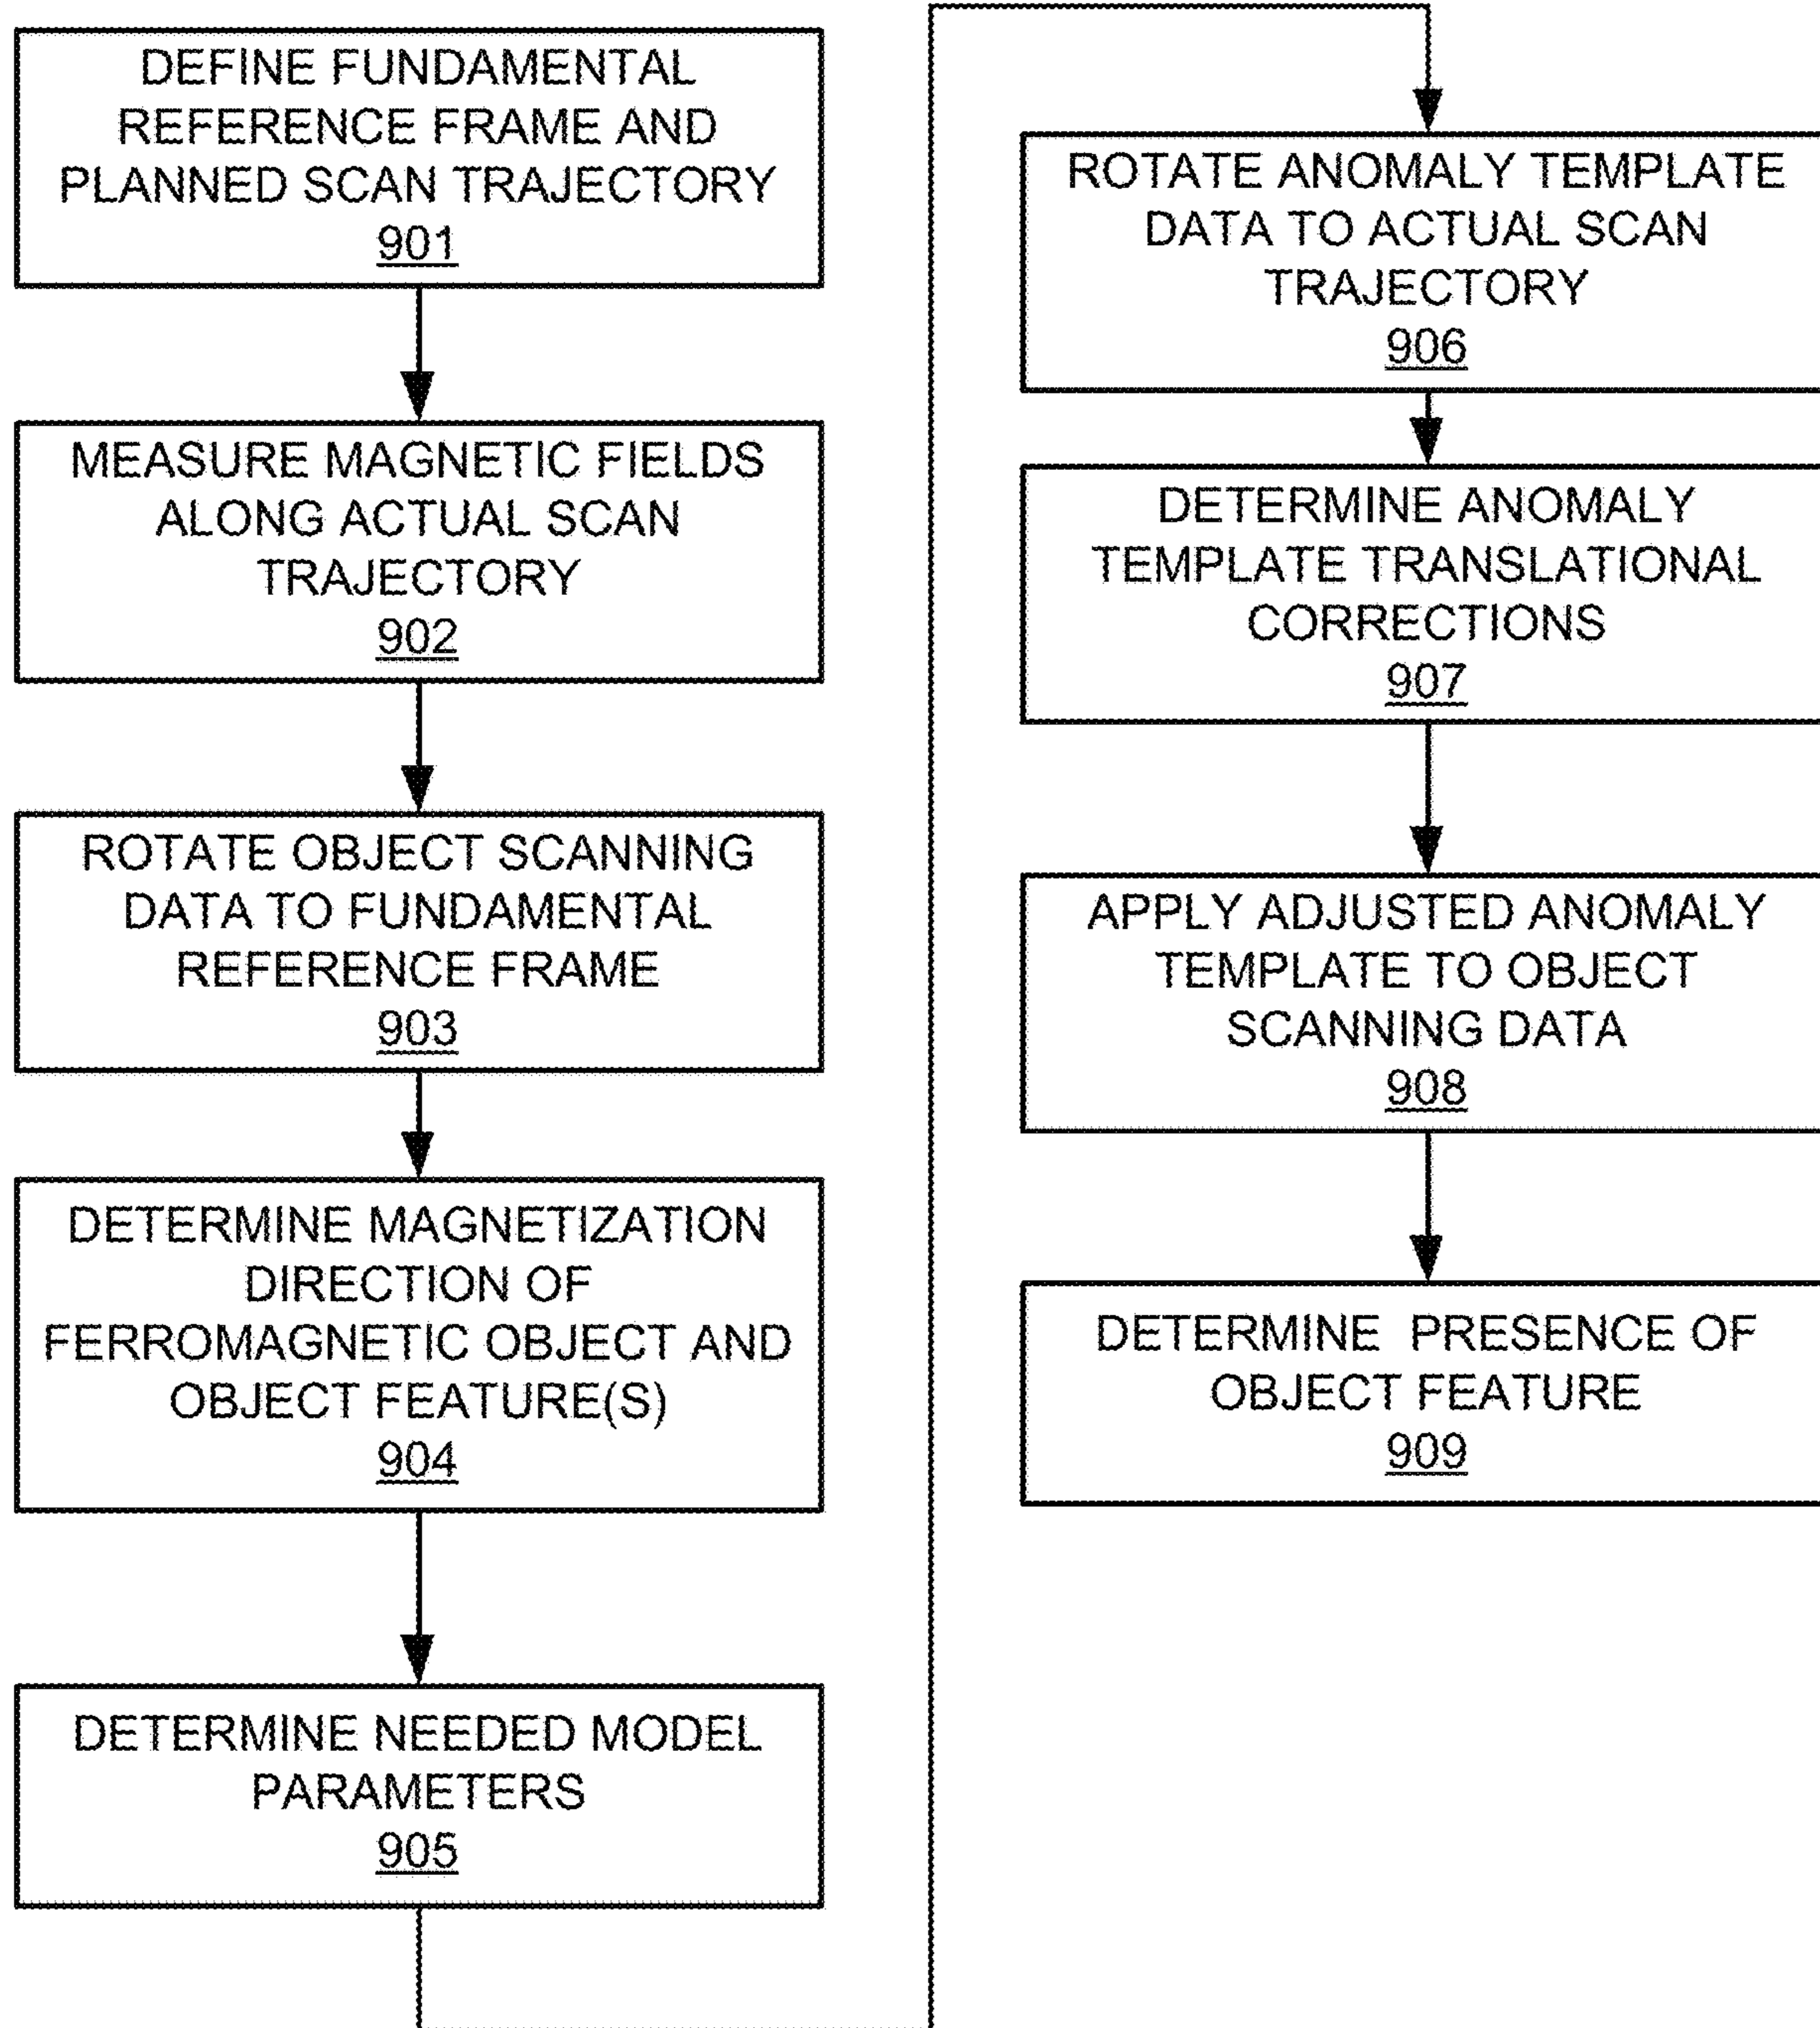 DEFINE FUNDAMENTAL
REFERENCE FRAME AND
PLANNED SCAN TRAJECTORY
901
MEASURE MAGNETIC FIELDS
ALONG ACTUAL SCAN
TRAJECTORY
902
ROTATE OBJECT SCANNING
DATA TO FUNDAMENTAL
REFERENCE FRAME
903
DETERMINE MAGNETIZATION
DIRECTION OF
FERROMAGNETIC OBJECT AND
OBJECT FEATURE(S)
904
DETERMINE NEEDED MODEL
PARAMETERS
905
ROTATE ANOMALY TEMPLATE
DATA TO ACTUAL SCAN
TRAJECTORY
906
DETERMINE ANOMALY
TEMPLATE TRANSLATIONAL
CORRECTIONS
907
APPLY ADJUSTED ANOMALY
TEMPLATE TO OBJECT
SCANNING DATA
908
DETERMINE PRESENCE OF
OBJECT FEATURE
909